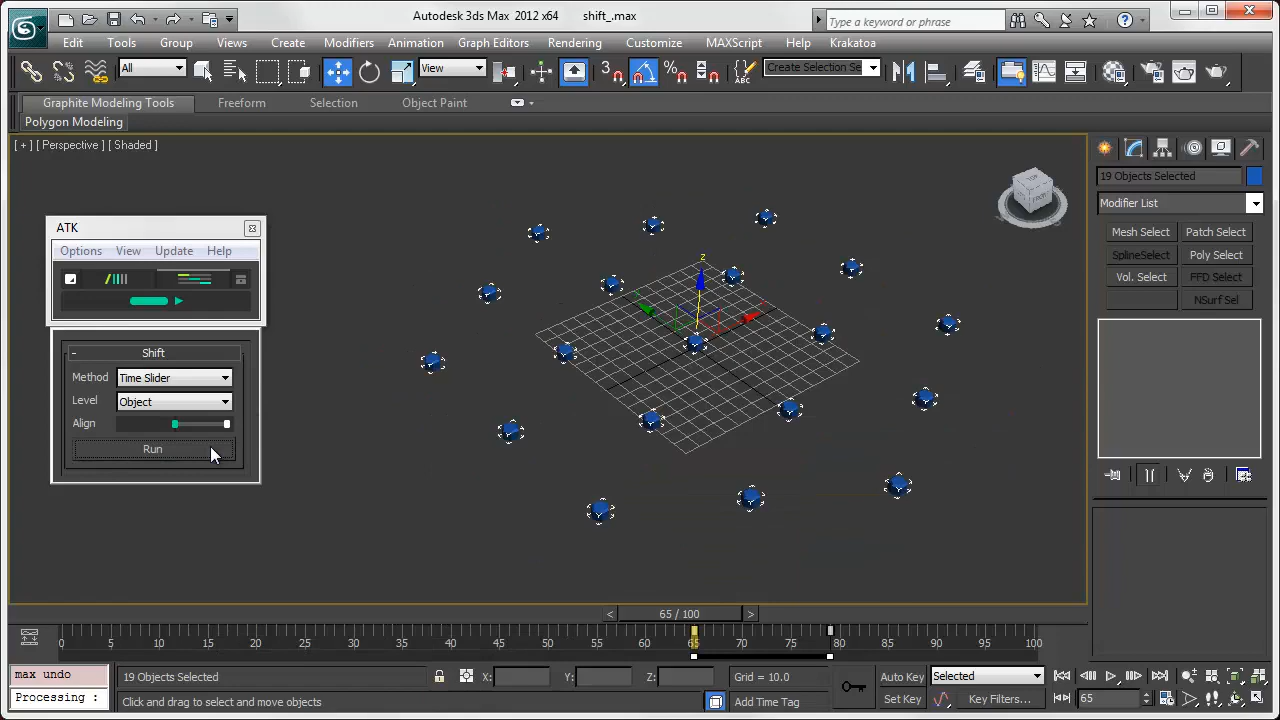 Autodesk 3ds Max 2012 x64 shift_.max
Type a keyword or phrase
Edit Tools Group Views Create Modifiers Animation Graph Editors Rendering Customize MAXScript Help Krakatoa
All View 3 Create Selection Se
Graphite Modeling Tools Freeform Selection Object Paint
Polygon Modeling
[ + ] [ Perspective ] [ Shaded ]
19 Objects Selected
Modifier List
Mesh Select Patch Select
SplineSelect Poly Select
Vol. Select FFD Select
NSurf Sel
ATK
Options View Update Help
- Shift
Method Time Slider
Level Object
Align
Run
z
TOP
FRONT
< 65 / 100 >
0 5 10 15 20 25 30 35 40 45 50 55 60 65 70 75 80 85 90 95 100
max undo
Processing :
19 Objects Selected X: Y: Z: Grid = 10.0
Click and drag to select and move objects Add Time Tag
Auto Key Selected
Set Key Key Filters... 65